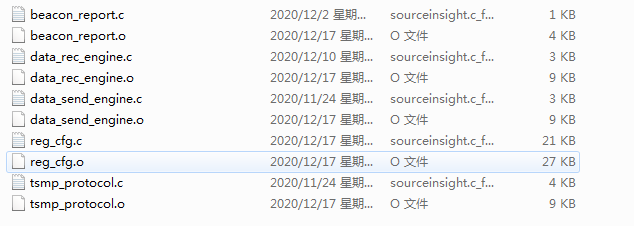 beacon_report.c 2020/12/2 星期... sourceinsight.c_f... 1 KB
beacon_report.o 2020/12/17 星期... O 文件 4 KB
data_rec_engine.c 2020/12/10 星期... sourceinsight.c_f... 3 KB
data_rec_engine.o 2020/12/17 星期... O 文件 9 KB
data_send_engine.c 2020/11/24 星期... sourceinsight.c_f... 3 KB
data_send_engine.o 2020/12/17 星期... O 文件 9 KB
reg_cfg.c 2020/12/17 星期... sourceinsight.c_f... 21 KB
reg_cfg.o 2020/12/17 星期... O 文件 27 KB
tsmp_protocol.c 2020/11/24 星期... sourceinsight.c_f... 4 KB
tsmp_protocol.o 2020/12/17 星期... O 文件 9 KB